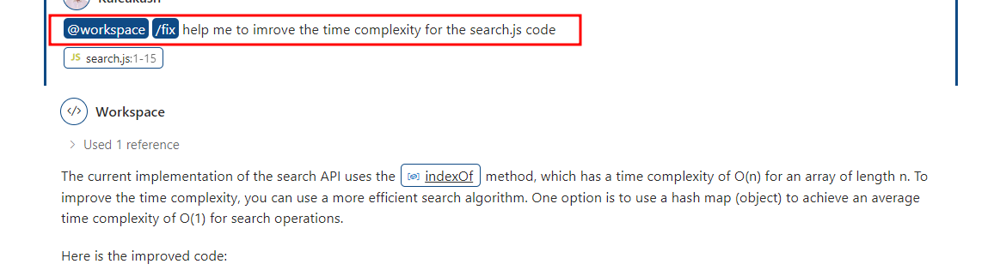 @workspace /fix help me to imrove the time complexity for the search.js code
JS search.js:1-15
Workspace
Used 1 reference
The current implementation of the search API uses the indexOf method, which has a time complexity of O(n) for an array of length n. To
improve the time complexity, you can use a more efficient search algorithm. One option is to use a hash map (object) to achieve an average
time complexity of O(1) for search operations.
Here is the improved code: